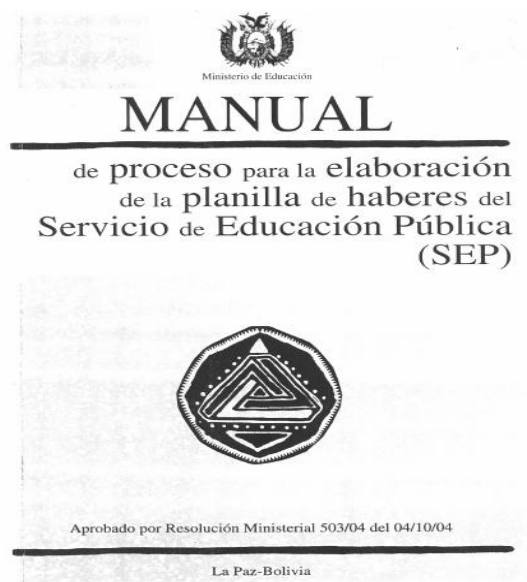 Ministerio de Educación
MANUAL
de proceso para la elaboración
de la planilla de haberes del
Servicio de Educación Pública
(SEP)
Aprobado por Resolución Ministerial 503/04 del 04/10/04
La Paz-Bolivia